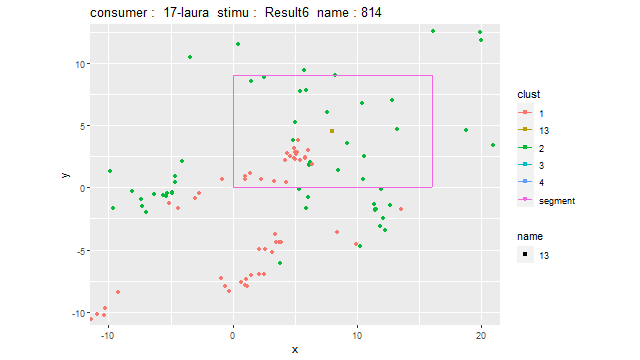 consumer : 17-laura stimu : Result6 name : 814
clust
10
1
13
5
2
y
3
0
4
segment
-5
name
13
-10
-10 0 10 20
x